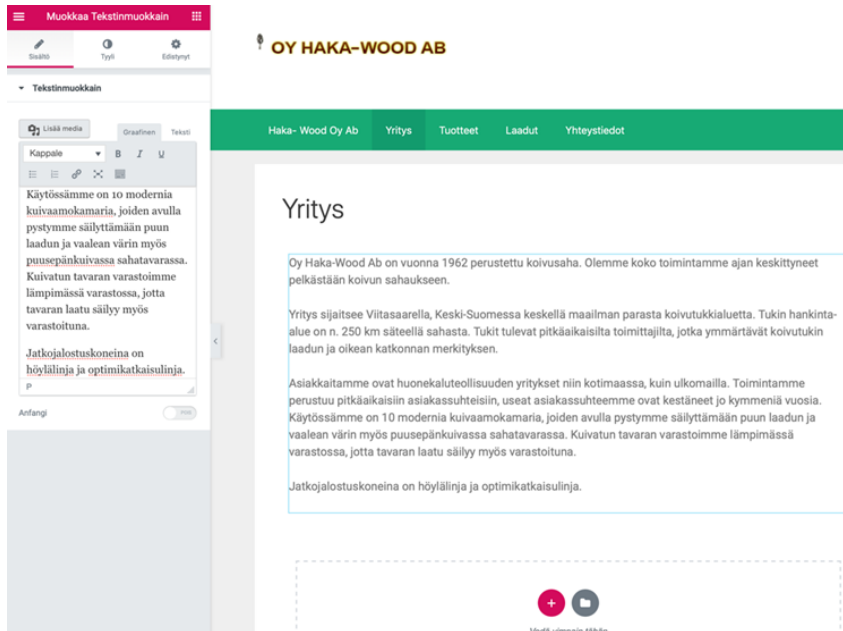 Muokkaa Tekstinmuokkain
Sisältö
Tyyli
Edistynyt
Tekstinmuokkain
Lisää media
Graafinen
Teksti
Kappale
B I U
Käytössämme on 10 modernia
kuivaamokamaria, joiden avulla
pystymme säilyttämään puun
laadun ja vaalean värin myös
puusepänkuivassa sahatavarassa.
Kuivatun tavaran varastoimme
lämpimässä varastossa, jotta
tavaran laatu säilyy myös
varastoituna.
Jatkojalostuskoneina on
höylälinja ja optimikatkaisulinja.
P
Anfangi
OY HAKA-WOOD AB
Haka- Wood Oy Ab
Yritys
Tuotteet
Laadut
Yhteystiedot
Yritys
Oy Haka-Wood Ab on vuonna 1962 perustettu koivusaha. Olemme koko toimintamme ajan keskittyneet
pelkästään koivun sahaukseen.
Yritys sijaitsee Viitasaarella, Keski-Suomessa keskellä maailman parasta koivutukkialuetta. Tukin hankinta-
alue on n. 250 km säteellä sahasta. Tukit tulevat pitkäaikaisilta toimittajilta, jotka ymmärtävät koivutukin
laadun ja oikean katkonnan merkityksen.
Asiakkaitamme ovat huonekaluteollisuuden yritykset niin kotimaassa, kuin ulkomailla. Toimintamme
perustuu pitkäaikaisiin asiakassuhteisiin, useat asiakassuhteemme ovat kestäneet jo kymmeniä vuosia.
Käytössämme on 10 modernia kuivaamokamaria, joiden avulla pystymme säilyttämään puun laadun ja
vaalean värin myös puusepänkuivassa sahatavarassa. Kuivatun tavaran varastoimme lämpimässä
varastossa, jotta tavaran laatu säilyy myös varastoituna.
Jatkojalostuskoneina on höylälinja ja optimikatkaisulinja.